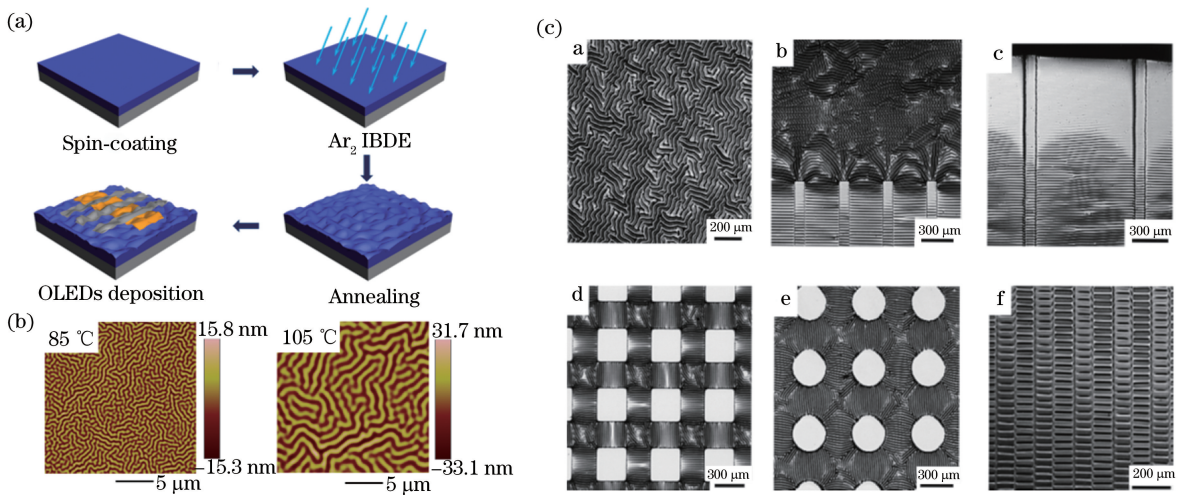 (a)
Spin-coating
Ar₂ IBDE
OLEDs deposition
Annealing
(b)
85 ℃
15.8 nm
−15.3 nm
5 μm
105 ℃
31.7 nm
−33.1 nm
5 μm
(c)
a
200 μm
b
300 μm
c
300 μm
d
300 μm
e
300 μm
f
200 μm